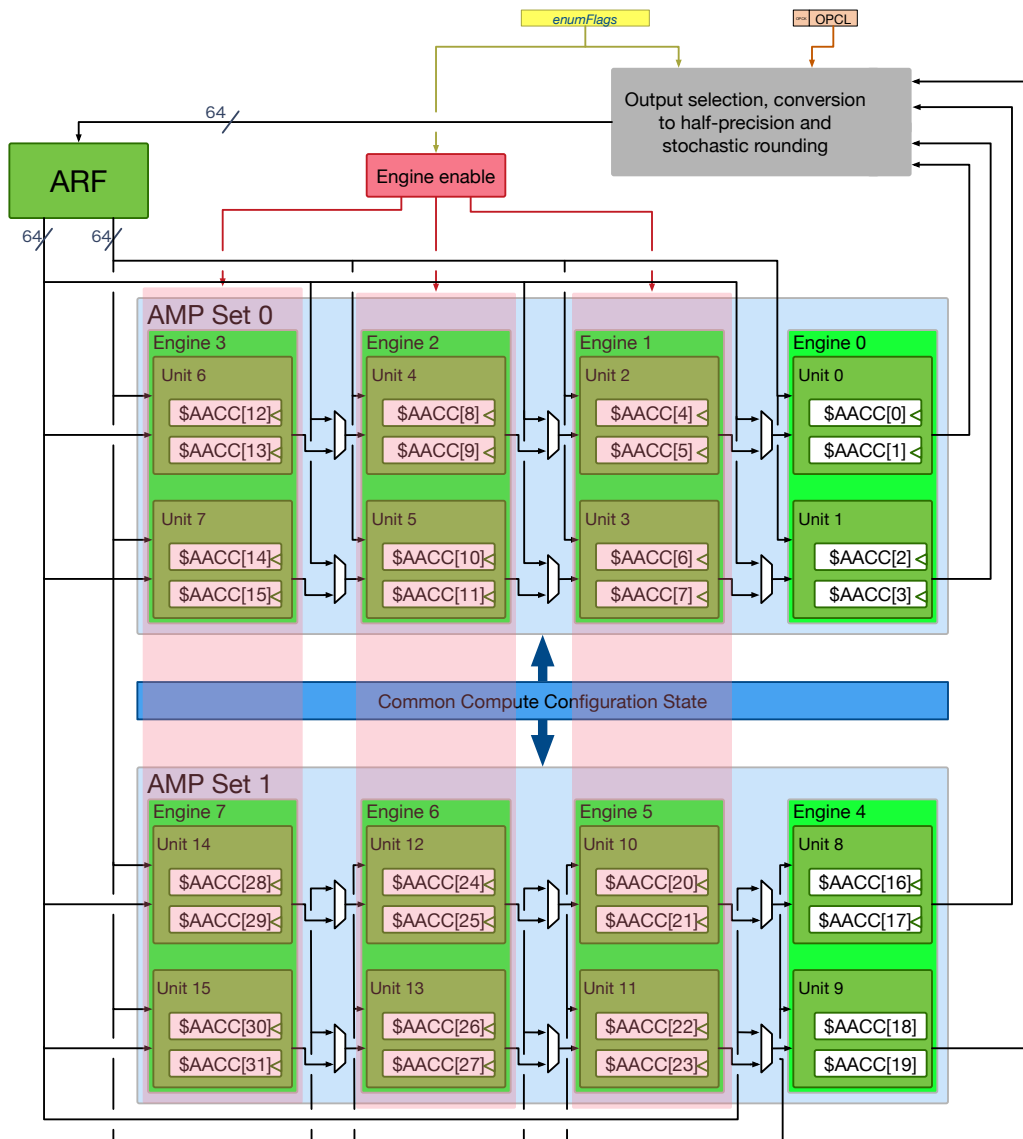 enumFlags
OPCK OPCL
Output selection, conversion
to half-precision and
stochastic rounding
64
ARF
Engine enable
64
64
AMP Set 0
Engine 3
Engine 2
Engine 1
Engine 0
Unit 6
Unit 4
Unit 2
Unit 0
$AACC[12]
$AACC[8]
$AACC[4]
$AACC[0]
$AACC[13]
$AACC[9]
$AACC[5]
$AACC[1]
Unit 7
Unit 5
Unit 3
Unit 1
$AACC[14]
$AACC[10]
$AACC[6]
$AACC[2]
$AACC[15]
$AACC[11]
$AACC[7]
$AACC[3]
Common Compute Configuration State
AMP Set 1
Engine 7
Engine 6
Engine 5
Engine 4
Unit 14
Unit 12
Unit 10
Unit 8
$AACC[28]
$AACC[24]
$AACC[20]
$AACC[16]
$AACC[29]
$AACC[25]
$AACC[21]
$AACC[17]
Unit 15
Unit 13
Unit 11
Unit 9
$AACC[30]
$AACC[26]
$AACC[22]
$AACC[18]
$AACC[31]
$AACC[27]
$AACC[23]
$AACC[19]